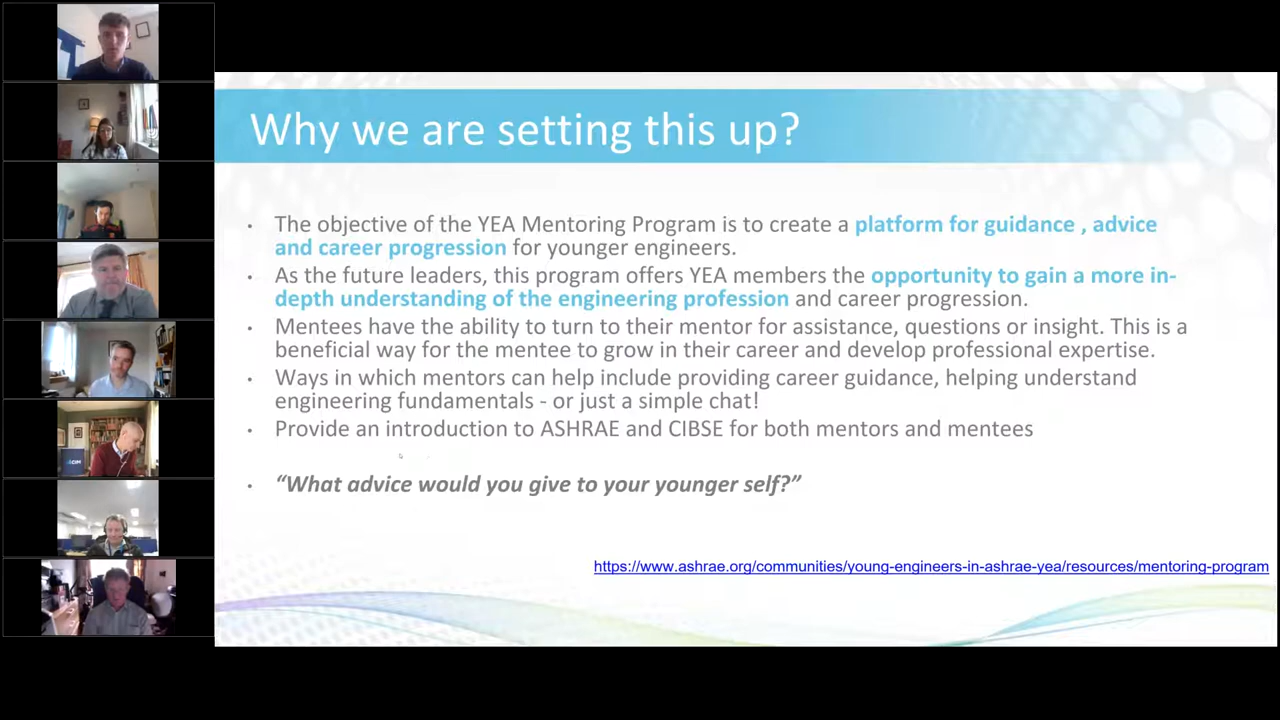 Why we are setting this up?
• The objective of the YEA Mentoring Program is to create a platform for guidance , advice
and career progression for younger engineers.
• As the future leaders, this program offers YEA members the opportunity to gain a more in-
depth understanding of the engineering profession and career progression.
• Mentees have the ability to turn to their mentor for assistance, questions or insight. This is a
beneficial way for the mentee to grow in their career and develop professional expertise.
• Ways in which mentors can help include providing career guidance, helping understand
engineering fundamentals - or just a simple chat!
• Provide an introduction to ASHRAE and CIBSE for both mentors and mentees
• “What advice would you give to your younger self?”
https://www.ashrae.org/communities/young-engineers-in-ashrae-yea/resources/mentoring-program